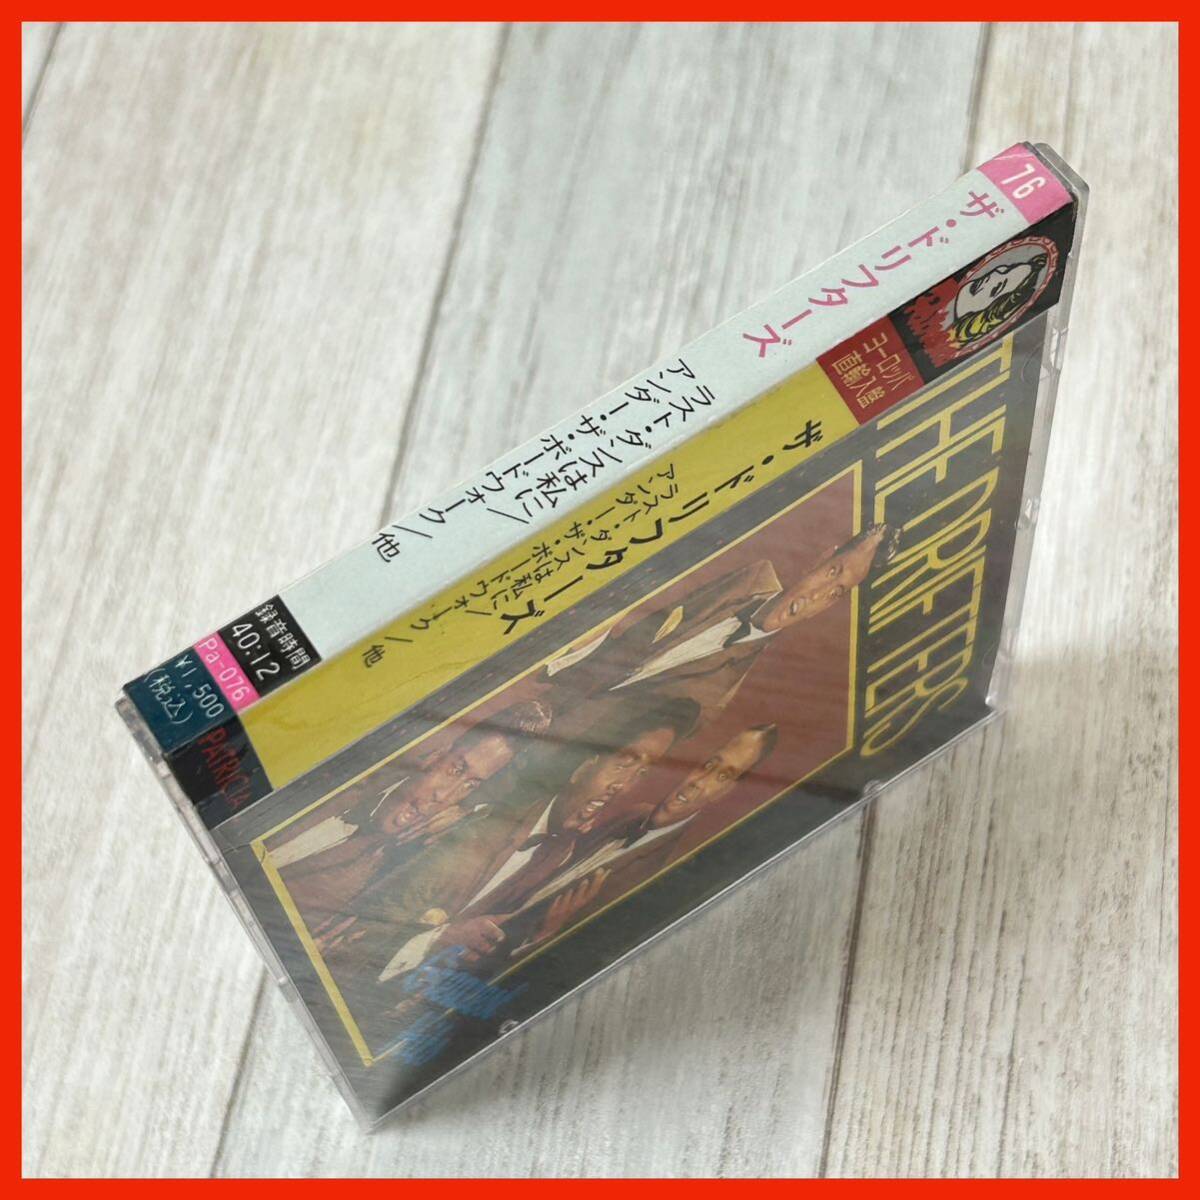 76
ザ・ドリフターズ
ラスト・ダンスは私に/
アンダー・ザ・ボードウォーク/他
録音時間
40:12
Pa-076
¥1,500
(税込)
ヨーロッパ
直輸入盤
ザ・ドリフターズ
ラスト・ダンスは私に/
アンダー・ザ・ボードウォーク/他
PATRICIA
THE DRIFTERS